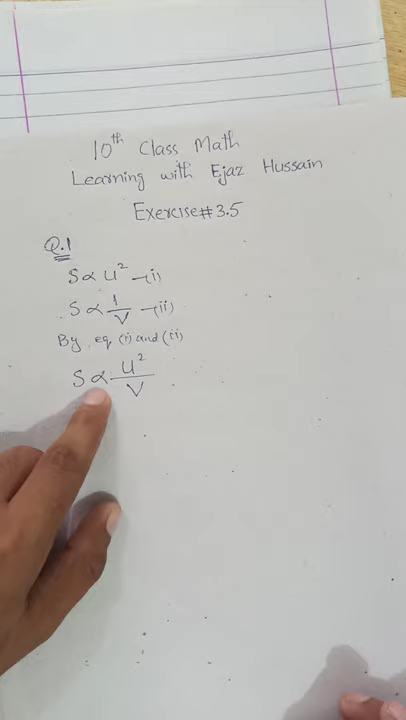 10th Class Math
Learning with Ejaz Hussain
Exercise#3.5
Q.1
S∝U² —(i)
S∝1/V —(ii)
By eq (i) and (ii)
S∝U²/V